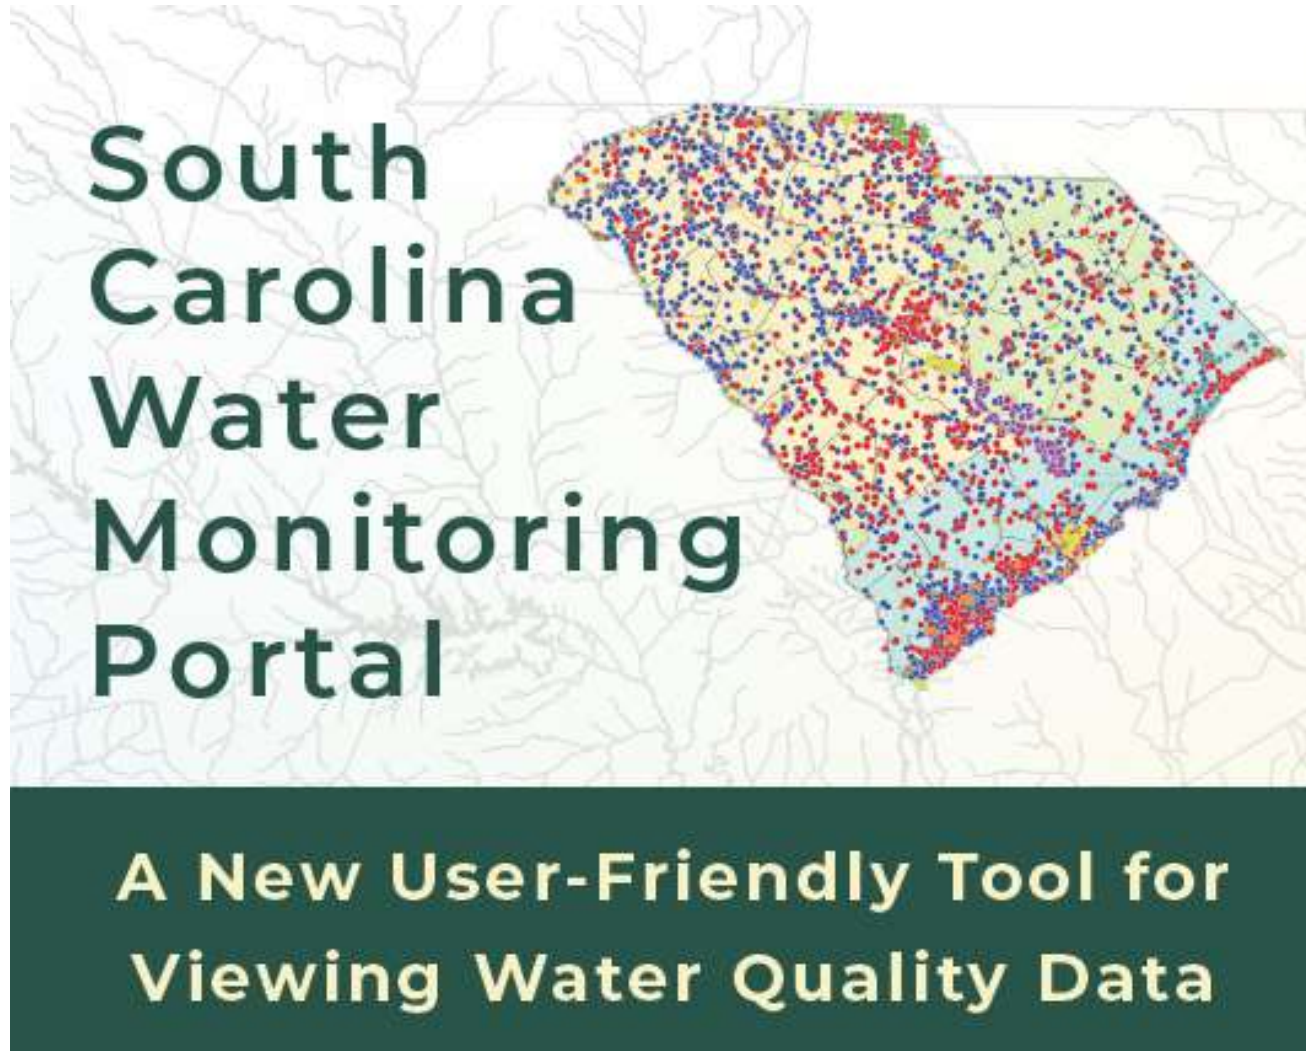 South
Carolina
Water
Monitoring
Portal
A New User-Friendly Tool for
Viewing Water Quality Data